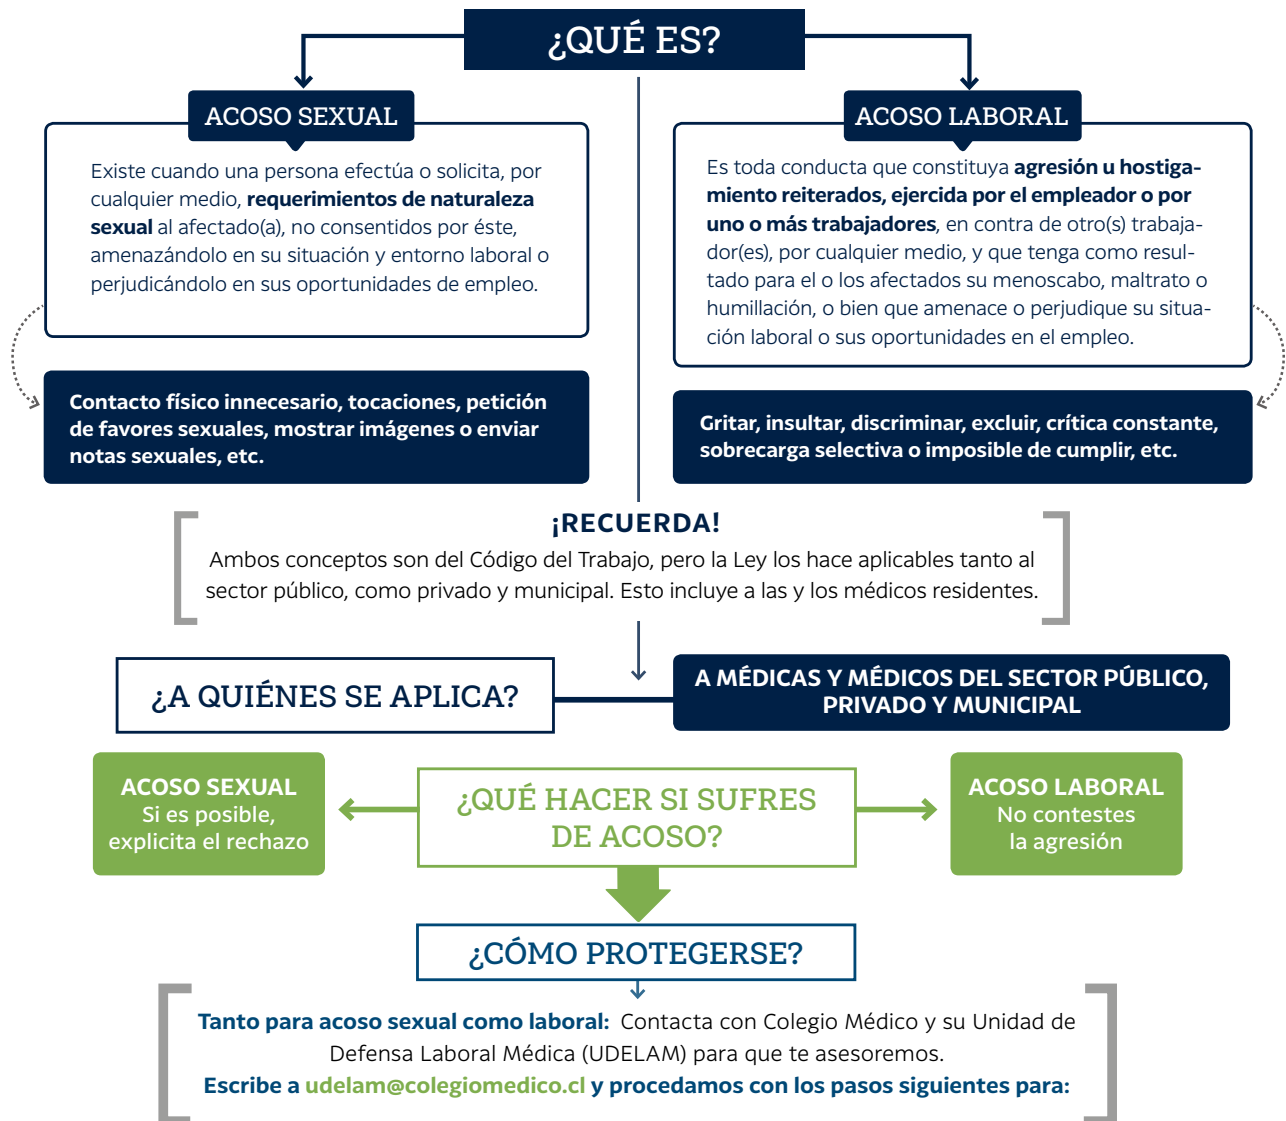 ¿QUÉ ES?
ACOSO SEXUAL
Existe cuando una persona efectúa o solicita, por
cualquier medio, requerimientos de naturaleza
sexual al afectado(a), no consentidos por éste,
amenazándolo en su situación y entorno laboral o
perjudicándolo en sus oportunidades de empleo.
Contacto físico innecesario, tocaciones, petición
de favores sexuales, mostrar imágenes o enviar
notas sexuales, etc.
ACOSO LABORAL
Es toda conducta que constituya agresión u hostiga-
miento reiterados, ejercida por el empleador o por
uno o más trabajadores, en contra de otro(s) trabaja-
dor(es), por cualquier medio, y que tenga como resul-
tado para el o los afectados su menoscabo, maltrato o
humillación, o bien que amenace o perjudique su situa-
ción laboral o sus oportunidades en el empleo.
Gritar, insultar, discriminar, excluir, crítica constante,
sobrecarga selectiva o imposible de cumplir, etc.
¡RECUERDA!
Ambos conceptos son del Código del Trabajo, pero la Ley los hace aplicables tanto al
sector público, como privado y municipal. Esto incluye a las y los médicos residentes.
¿A QUIÉNES SE APLICA?
A MÉDICAS Y MÉDICOS DEL SECTOR PÚBLICO,
PRIVADO Y MUNICIPAL
¿QUÉ HACER SI SUFRES
DE ACOSO?
ACOSO SEXUAL
Si es posible,
explicita el rechazo
ACOSO LABORAL
No contestes
la agresión
¿CÓMO PROTEGERSE?
Tanto para acoso sexual como laboral: Contacta con Colegio Médico y su Unidad de
Defensa Laboral Médica (UDELAM) para que te asesoremos.
Escribe a udelam@colegiomedico.cl y procedamos con los pasos siguientes para: